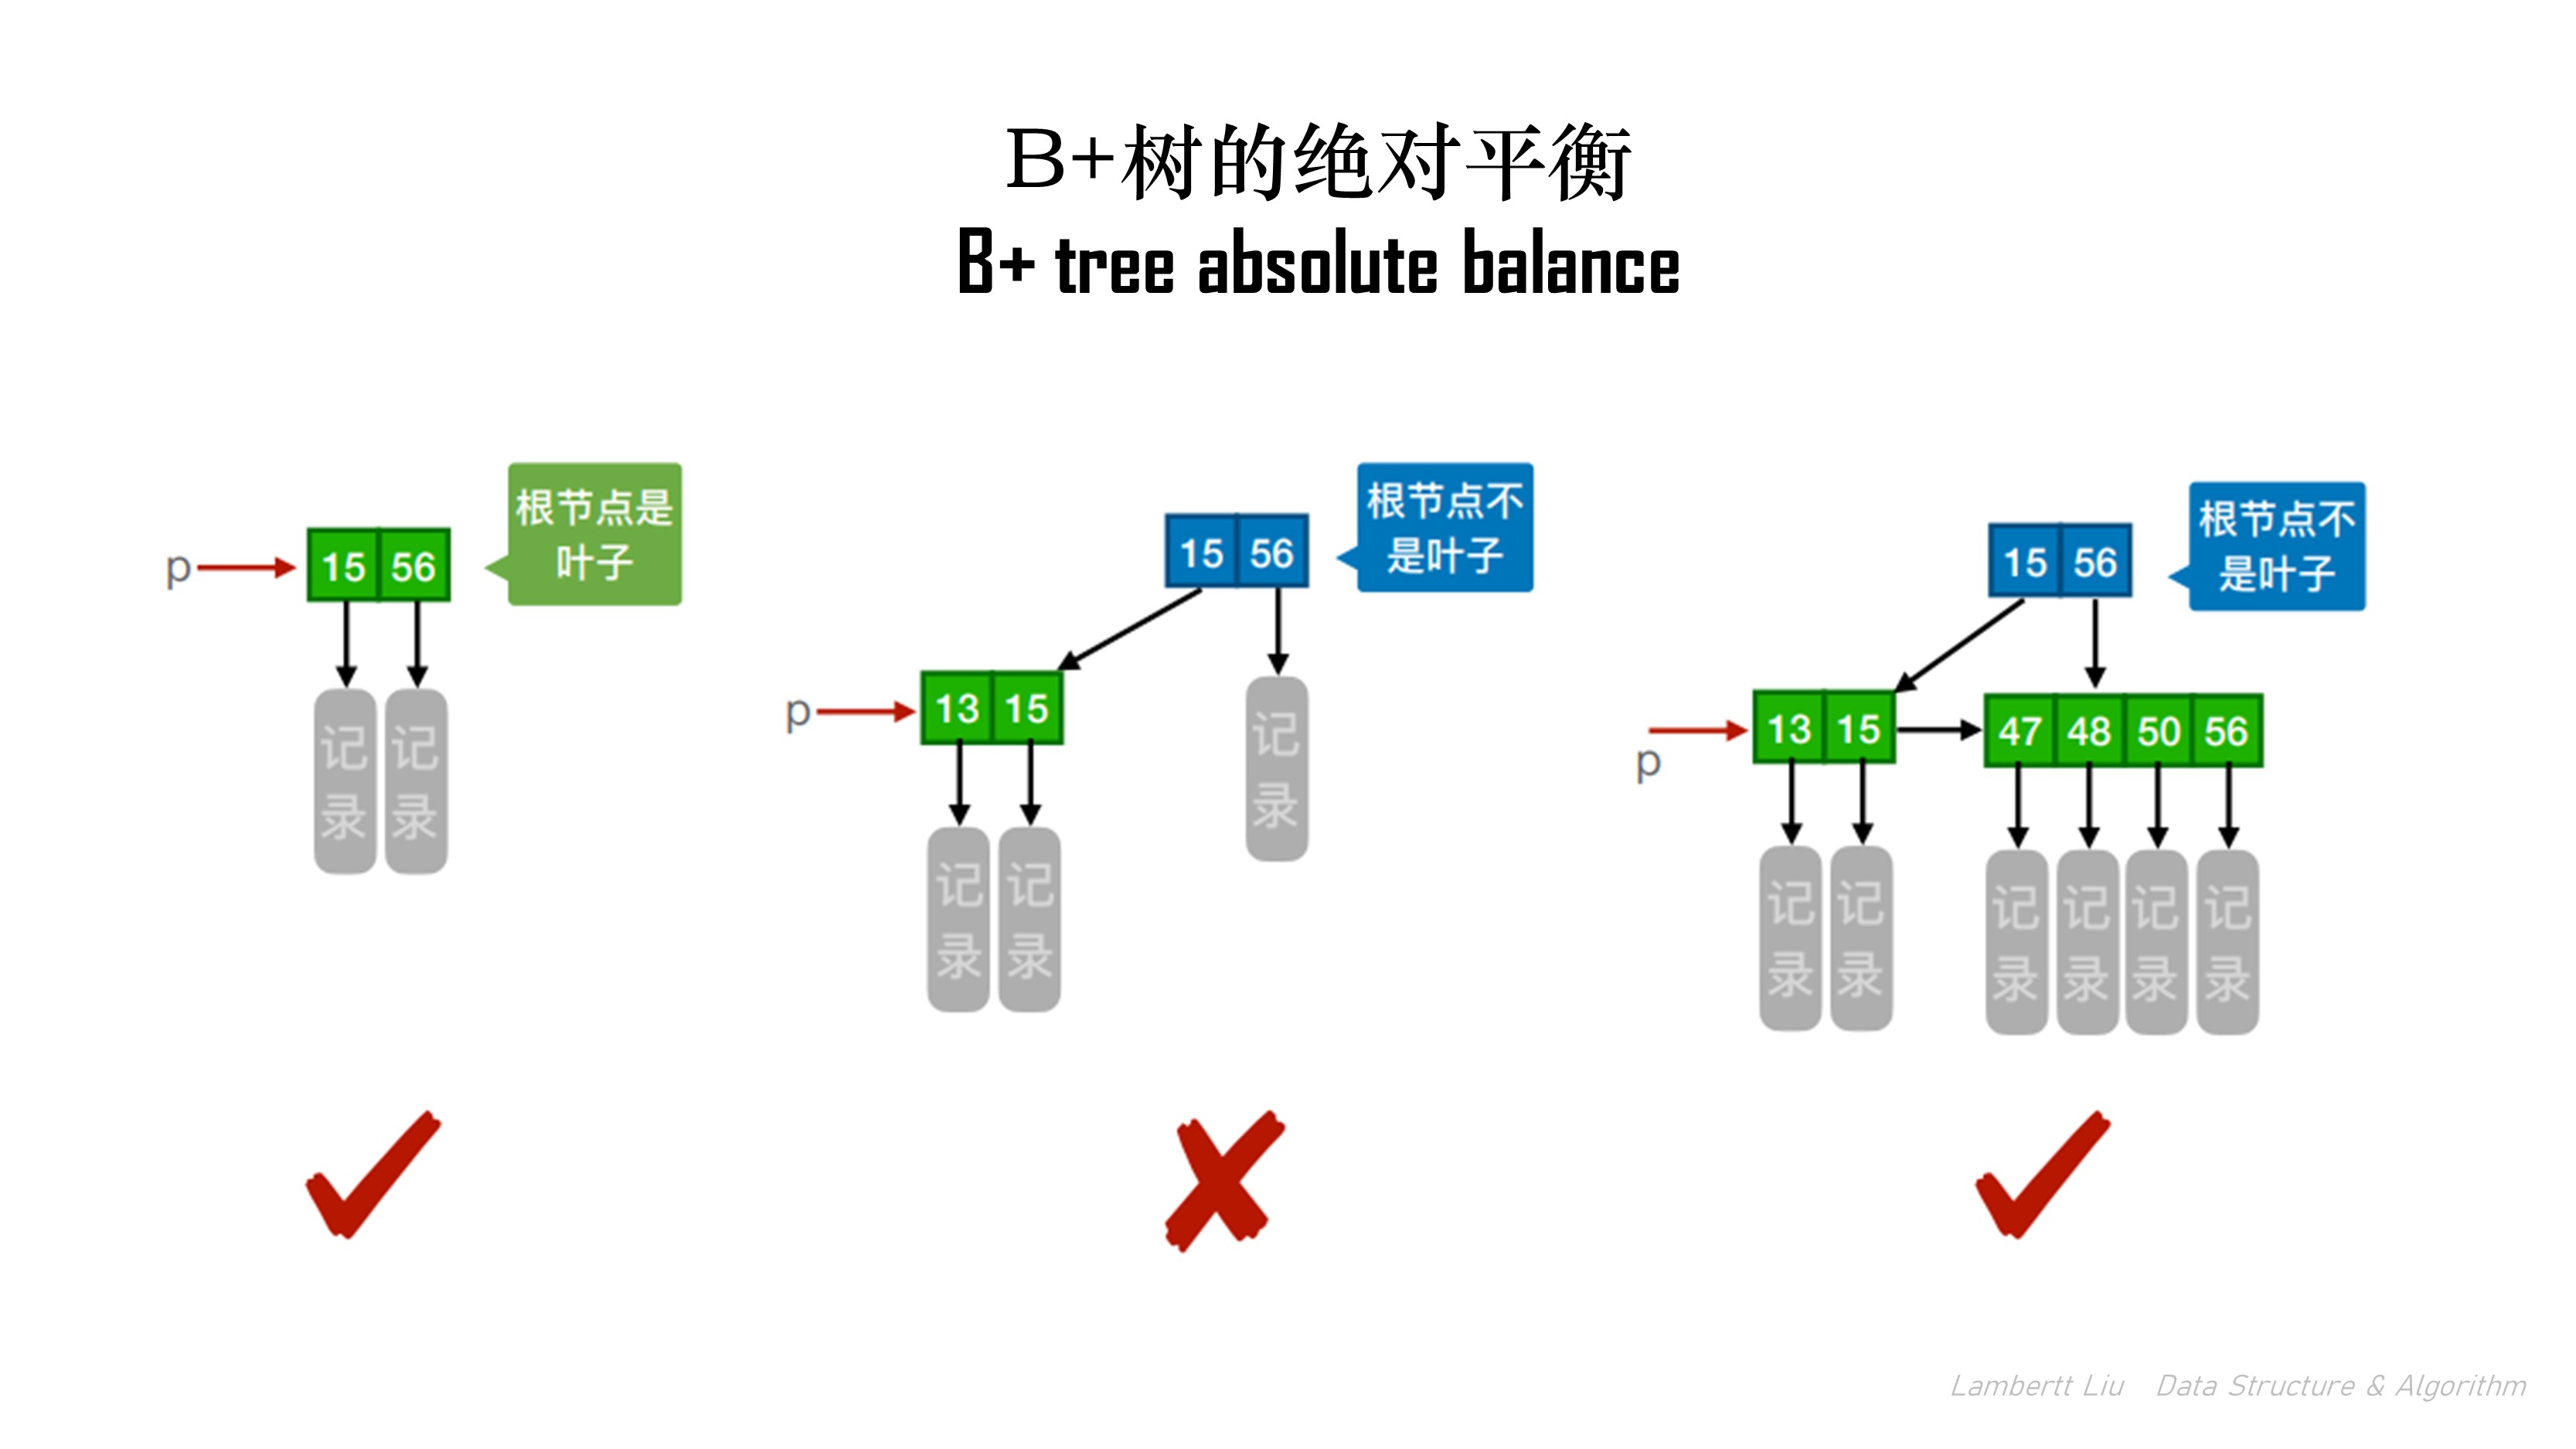 B+树的绝对平衡
B+ tree absolute balance
p
15 56
根节点是
叶子
记录
记录
15 56
根节点不
是叶子
p
13 15
记录
记录
记录
15 56
根节点不
是叶子
p
13 15
47 48 50 56
记录
记录
记录
记录
记录
记录
Lambertt Liu Data Structure & Algorithm